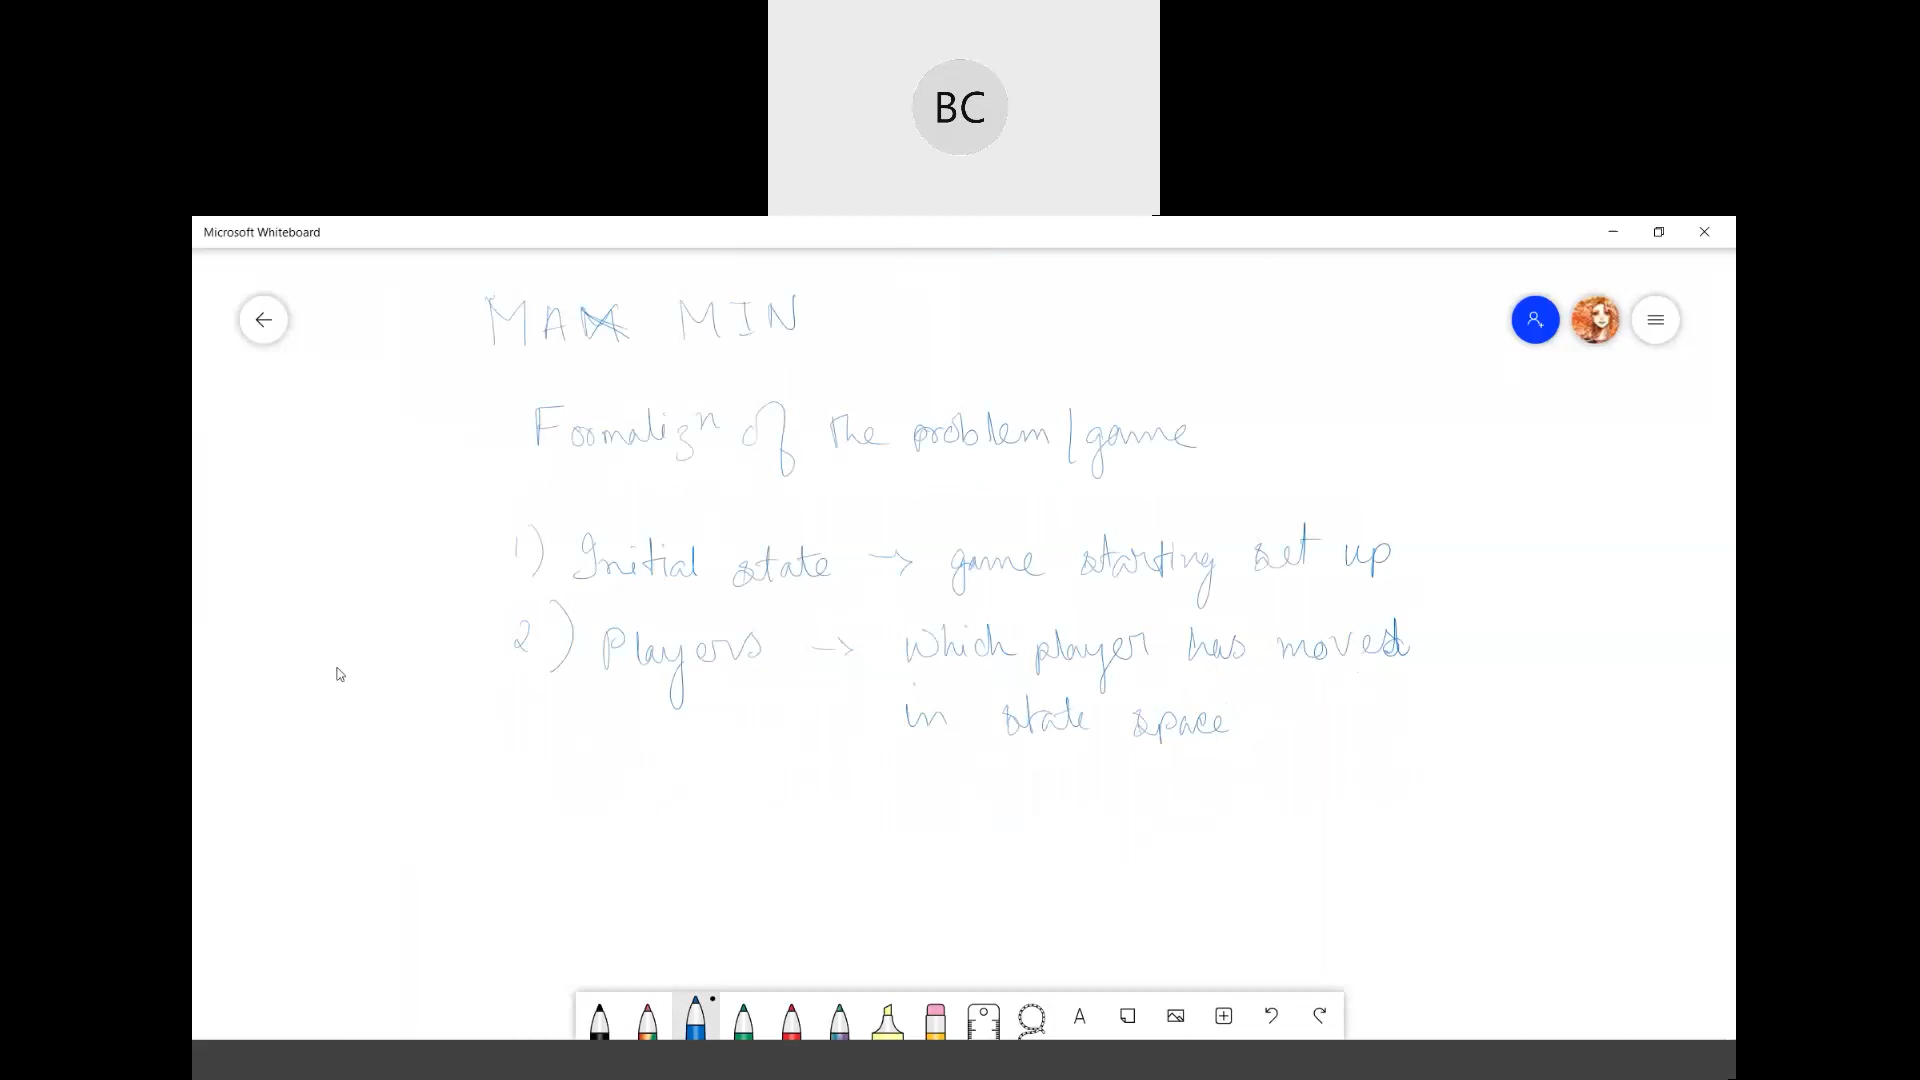 BC
Microsoft Whiteboard
MAX MIN
Formalizⁿ of the problem/game
1) Initial state → game starting set up
2) Players → which player has moved
in state space
A